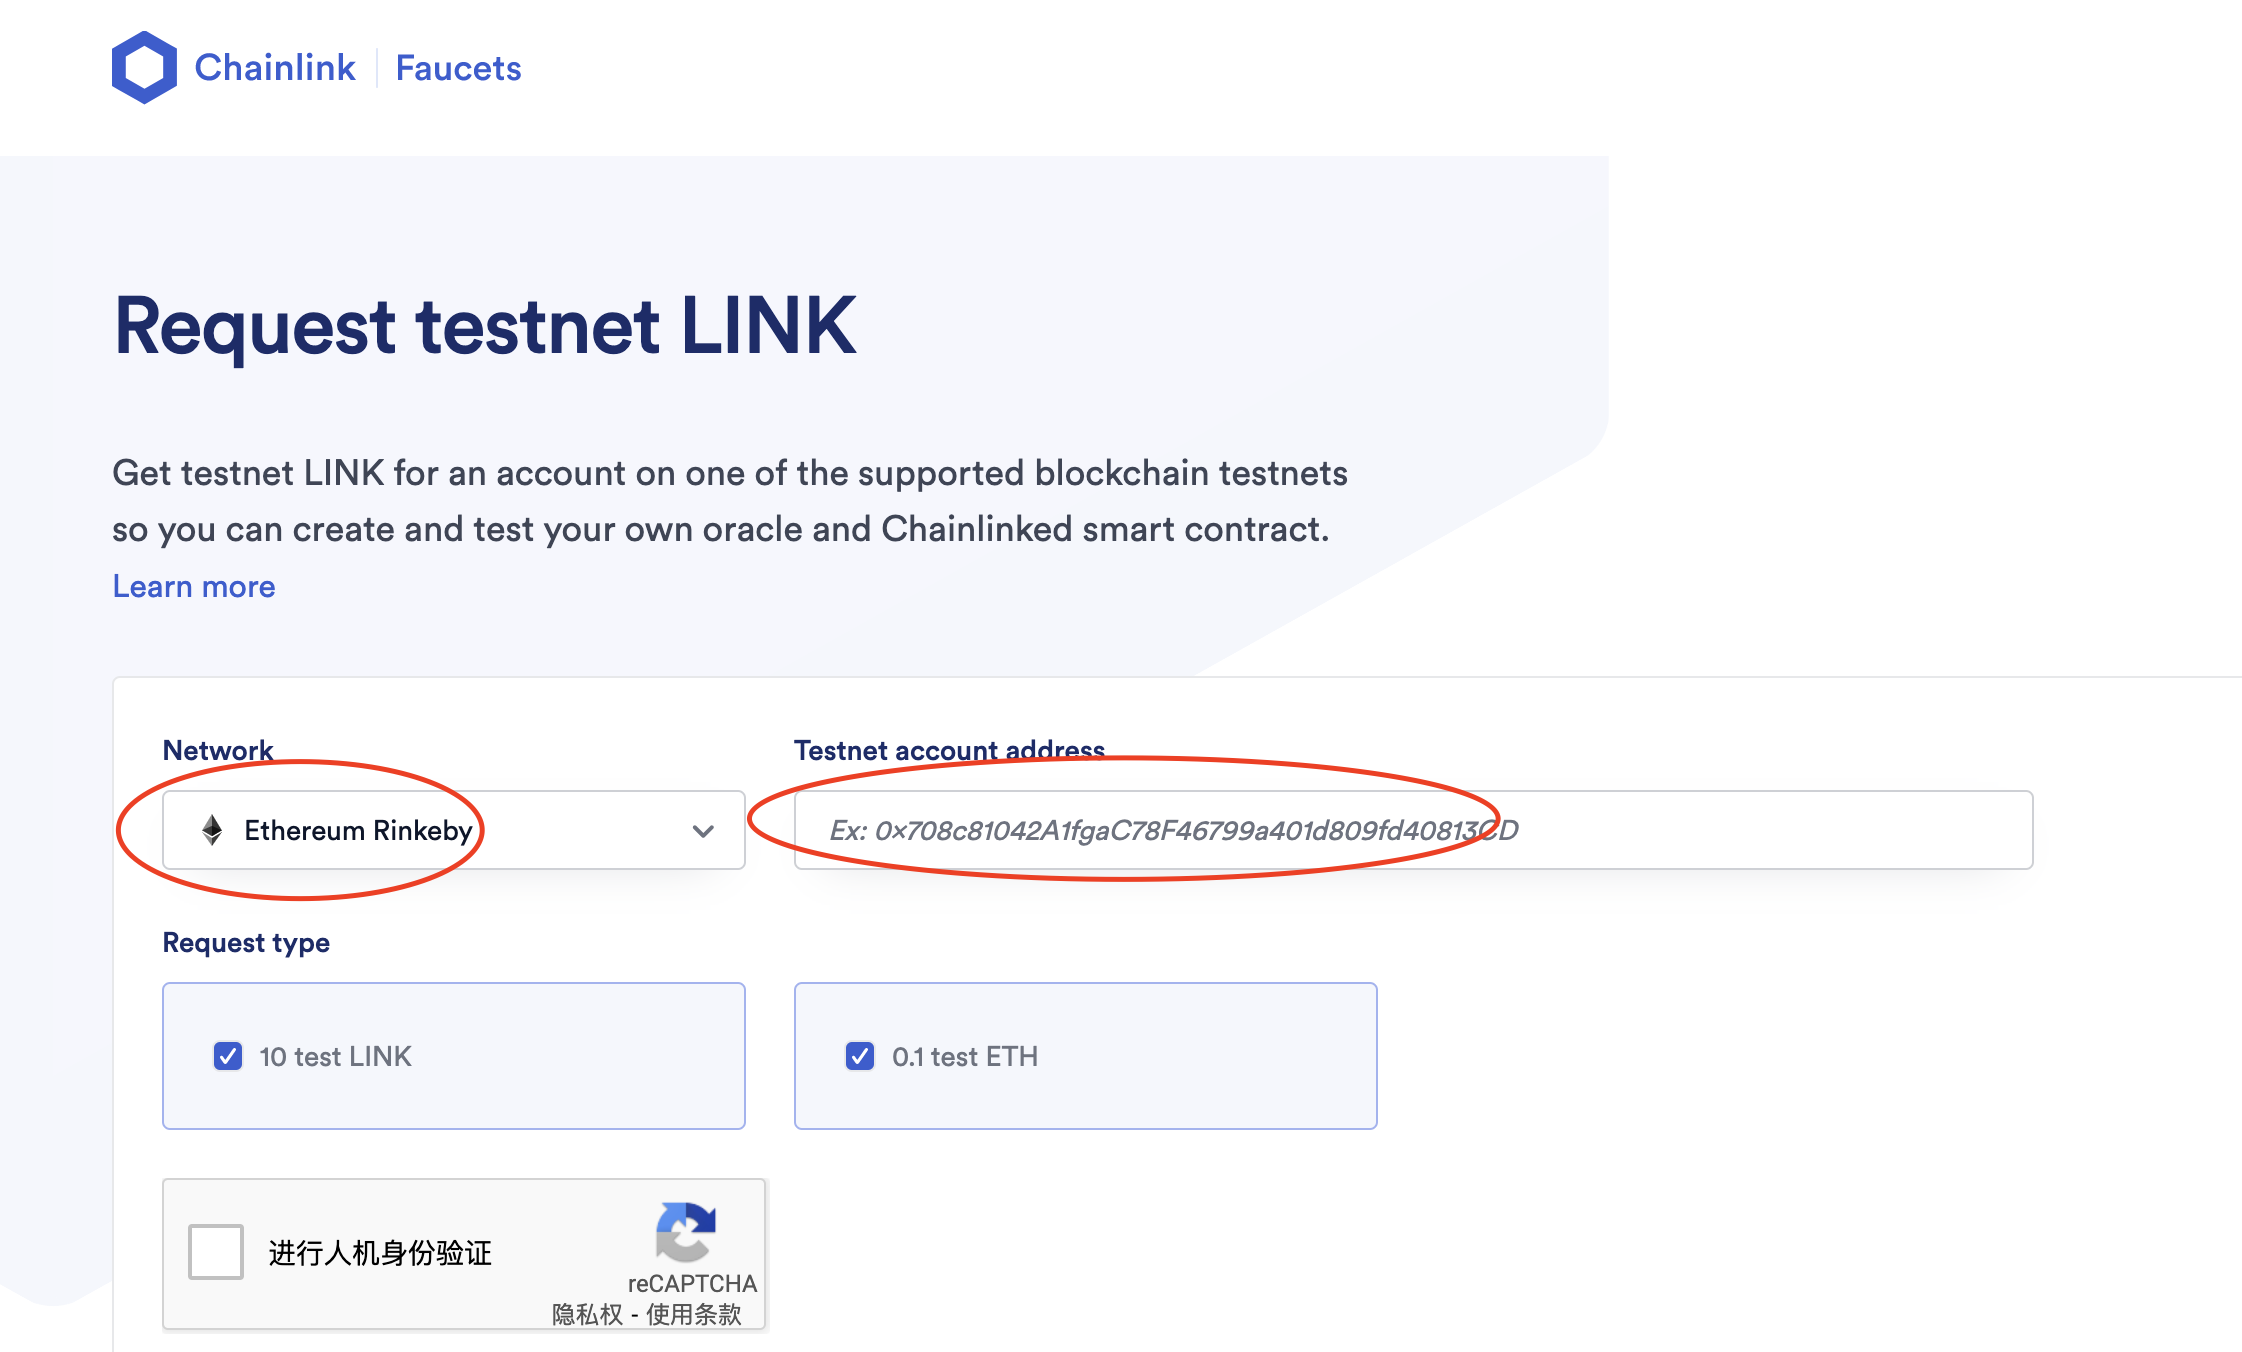 Chainlink | Faucets
Request testnet LINK
Get testnet LINK for an account on one of the supported blockchain testnets
so you can create and test your own oracle and Chainlinked smart contract.
Learn more
Network
Testnet account address
Ethereum Rinkeby
Ex: 0x708c81042A1fgaC78F46799a401d809fd40813CD
Request type
10 test LINK
0.1 test ETH
进行人机身份验证
reCAPTCHA
隐私权 - 使用条款